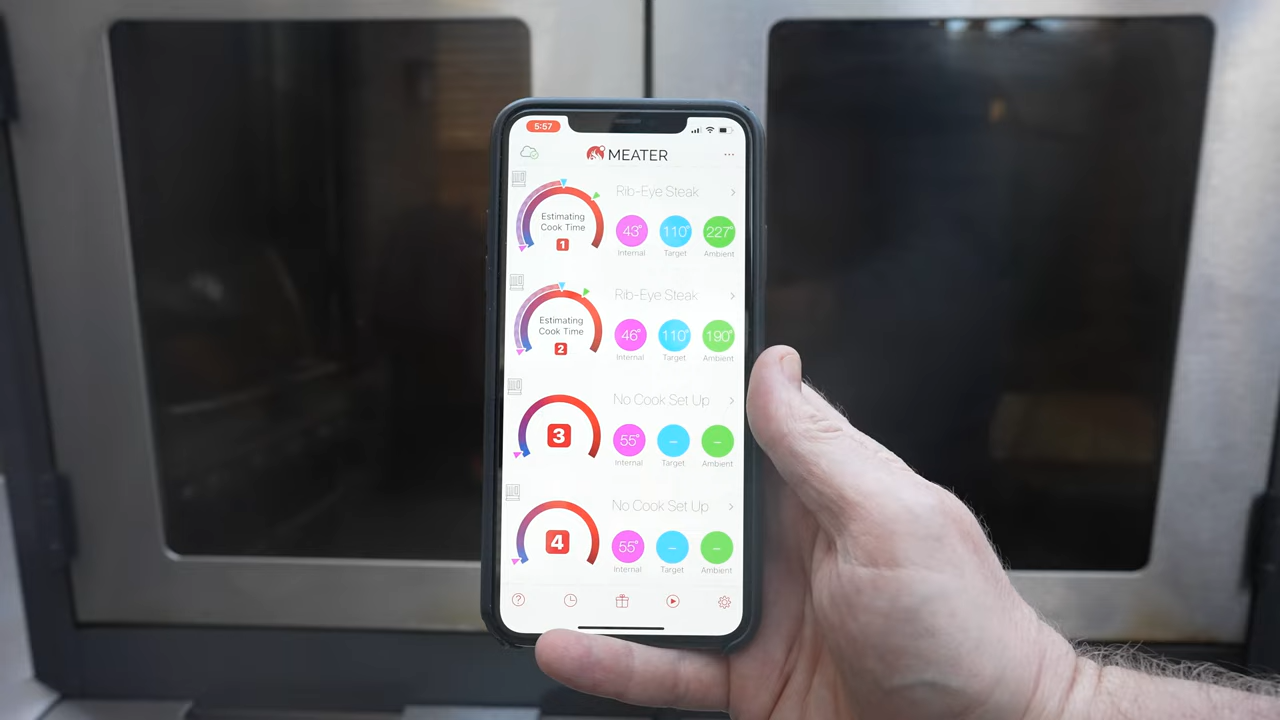 5:57
MEATER
Rib-Eye Steak
Estimating
Cook Time
1
43° 110° 227°
Internal Target Ambient
Rib-Eye Steak
Estimating
Cook Time
2
46° 110° 190°
Internal Target Ambient
No Cook Set Up
3
55° – –
Internal Target Ambient
No Cook Set Up
4
55° – –
Internal Target Ambient
?